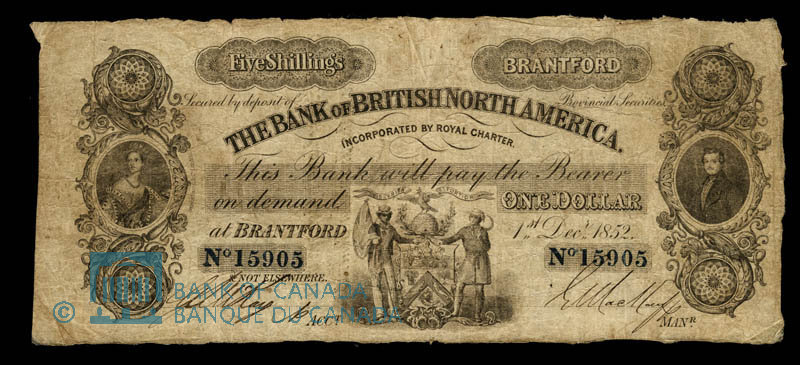 Five Shillings
BRANTFORD
Secured by deposit of Provincial Securities
THE BANK OF BRITISH NORTH AMERICA.
INCORPORATED BY ROYAL CHARTER.
This Bank will pay the Bearer
on demand ONE DOLLAR
at BRANTFORD 1st Decr. 1852.
No 15905 No 15905
NOT ELSEWHERE.
ACCT. MANR
© BANK OF CANADA
BANQUE DU CANADA